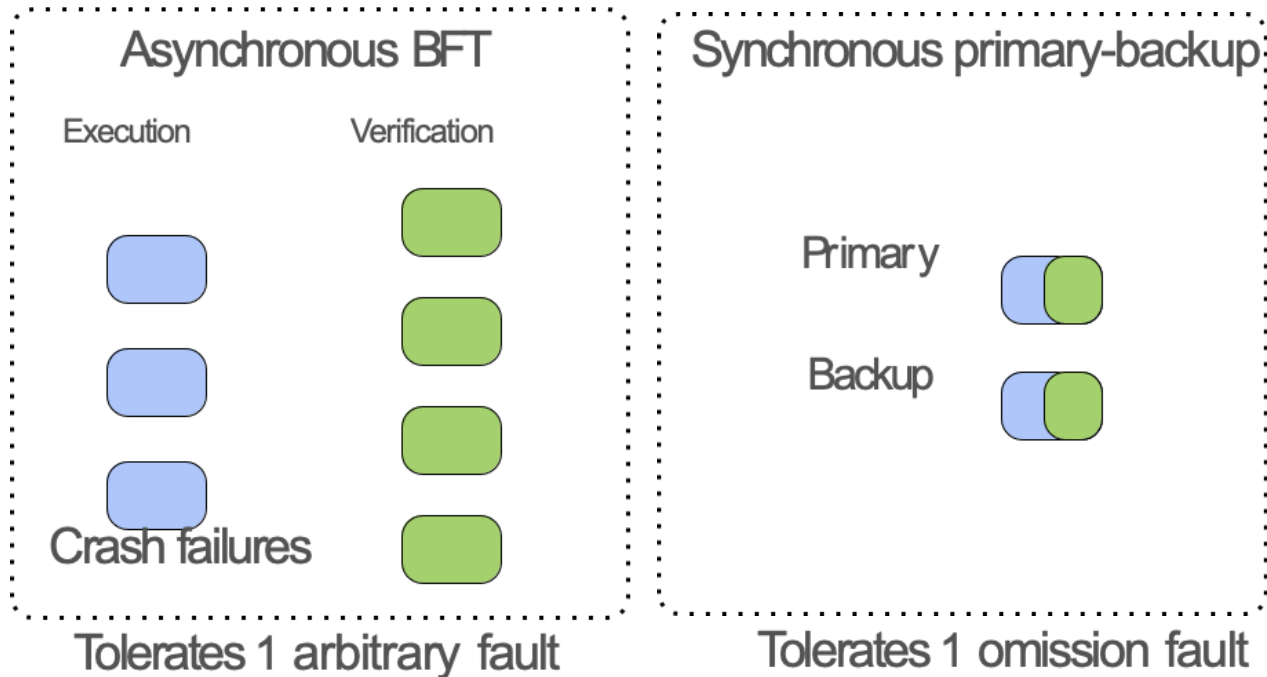 Asynchronous BFT
Execution
Verification
Crash failures
Tolerates 1 arbitrary fault
Synchronous primary-backup
Primary
Backup
Tolerates 1 omission fault